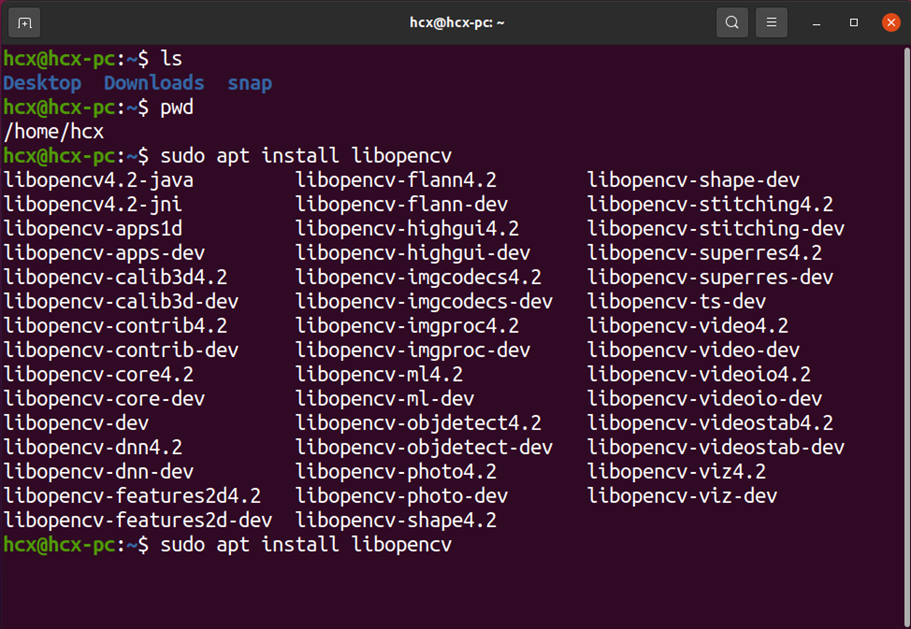 hcx@hcx-pc: ~
hcx@hcx-pc:~$ ls
Desktop  Downloads  snap
hcx@hcx-pc:~$ pwd
/home/hcx
hcx@hcx-pc:~$ sudo apt install libopencv
libopencv4.2-java  libopencv-flann4.2  libopencv-shape-dev
libopencv4.2-jni  libopencv-flann-dev  libopencv-stitching4.2
libopencv-apps1d  libopencv-highgui4.2  libopencv-stitching-dev
libopencv-apps-dev  libopencv-highgui-dev  libopencv-superres4.2
libopencv-calib3d4.2  libopencv-imgcodecs4.2  libopencv-superres-dev
libopencv-calib3d-dev  libopencv-imgcodecs-dev  libopencv-ts-dev
libopencv-contrib4.2  libopencv-imgproc4.2  libopencv-video4.2
libopencv-contrib-dev  libopencv-imgproc-dev  libopencv-video-dev
libopencv-core4.2  libopencv-ml4.2  libopencv-videoio4.2
libopencv-core-dev  libopencv-ml-dev  libopencv-videoio-dev
libopencv-dev  libopencv-objdetect4.2  libopencv-videostab4.2
libopencv-dnn4.2  libopencv-objdetect-dev  libopencv-videostab-dev
libopencv-dnn-dev  libopencv-photo4.2  libopencv-viz4.2
libopencv-features2d4.2  libopencv-photo-dev  libopencv-viz-dev
libopencv-features2d-dev  libopencv-shape4.2
hcx@hcx-pc:~$ sudo apt install libopencv